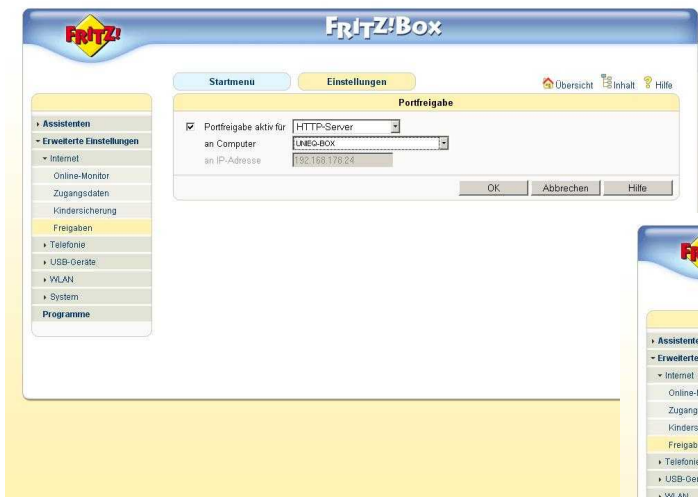 FRITZ!
FRITZ!Box
Startmenü
Einstellungen
Übersicht
Inhalt
Hilfe
Portfreigabe
Assistenten
Erweiterte Einstellungen
Internet
Online-Monitor
Zugangsdaten
Kindersicherung
Freigaben
Telefonie
USB-Geräte
WLAN
System
Programme
Portfreigabe aktiv für HTTP-Server
an Computer UNIEQ-BOX
an IP-Adresse 192.168.178.24
OK
Abbrechen
Hilfe
FR
Assistente
Erweiterte
Internet
Online-
Zugang
Kinders
Freigab
Telefonie
USB-Ger
WLAN